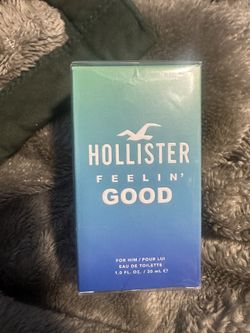 HOLLISTER
FEELIN'
GOOD
FOR HIM / POUR LUI
EAU DE TOILETTE
1.0 FL. OZ. / 30 mL ℮